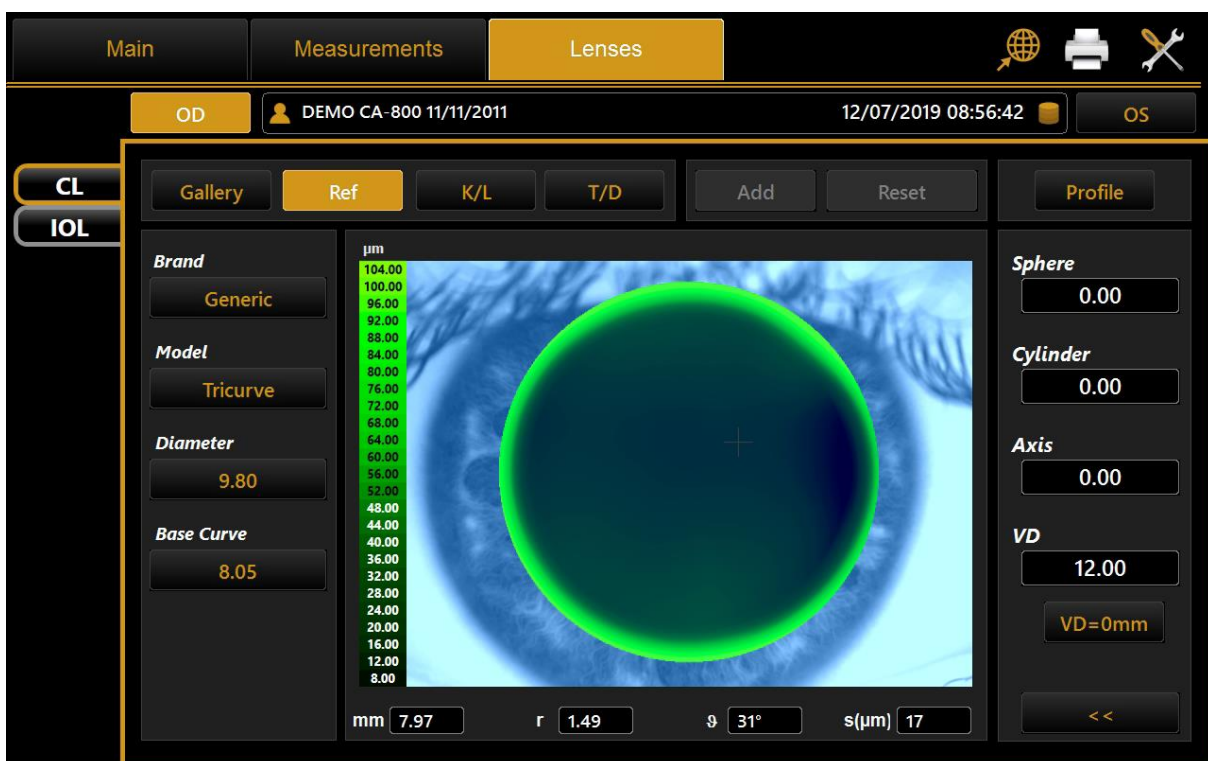 Main Measurements Lenses
OD DEMO CA-800 11/11/2011 12/07/2019 08:56:42 OS
CL
IOL
Gallery Ref K/L T/D Add Reset Profile
Brand
Generic
Model
Tricurve
Diameter
9.80
Base Curve
8.05
µm
104.00
100.00
96.00
92.00
88.00
84.00
80.00
76.00
72.00
68.00
64.00
60.00
56.00
52.00
48.00
44.00
40.00
36.00
32.00
28.00
24.00
20.00
16.00
12.00
8.00
mm 7.97 r 1.49 ϑ 31° s(µm) 17
Sphere
0.00
Cylinder
0.00
Axis
0.00
VD
12.00
VD=0mm
<<